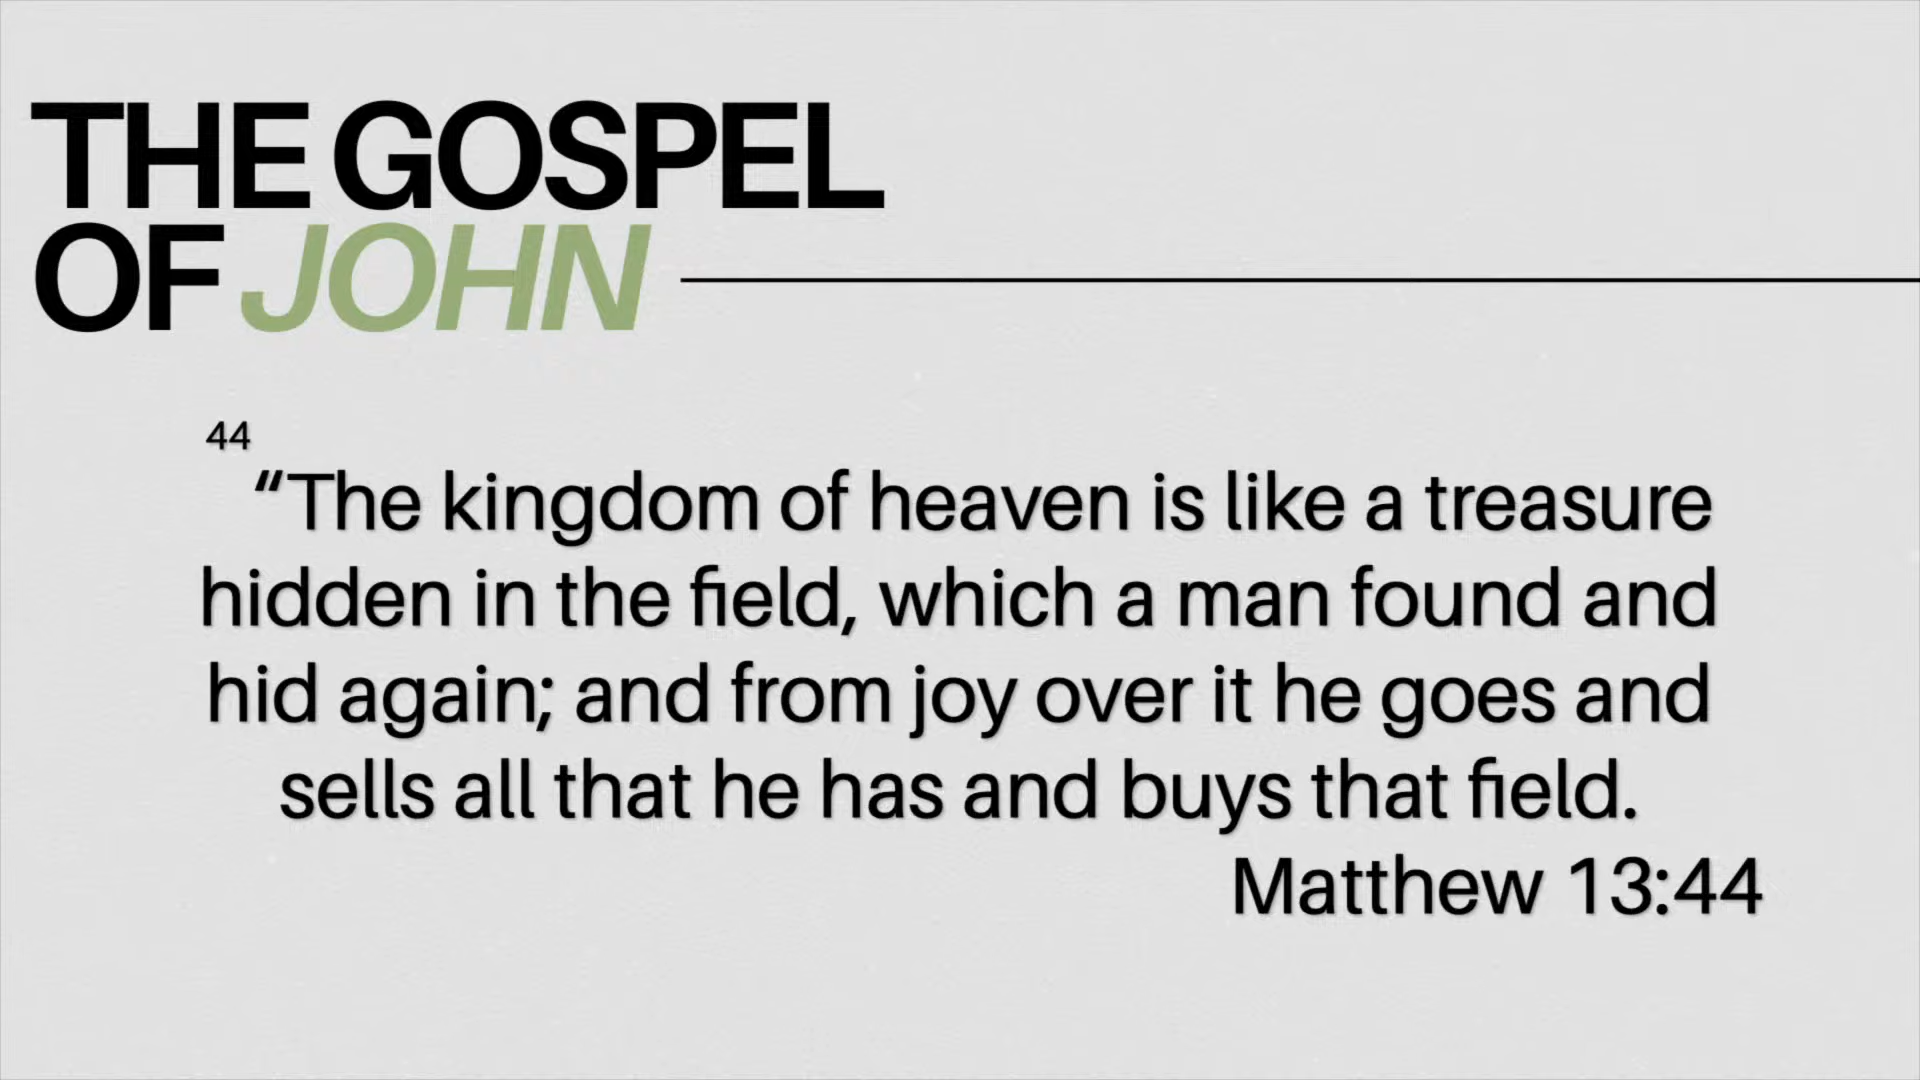 THE GOSPEL
OF JOHN
44
“The kingdom of heaven is like a treasure
hidden in the field, which a man found and
hid again; and from joy over it he goes and
sells all that he has and buys that field.
Matthew 13:44